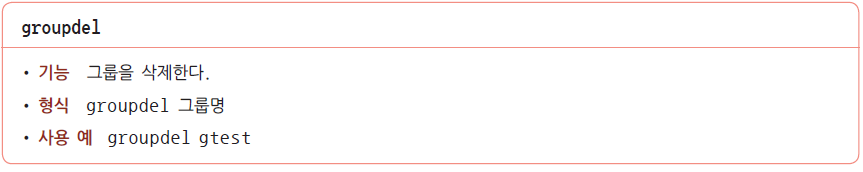 groupdel
• 기능 그룹을 삭제한다.
• 형식 groupdel 그룹명
• 사용 예 groupdel gtest